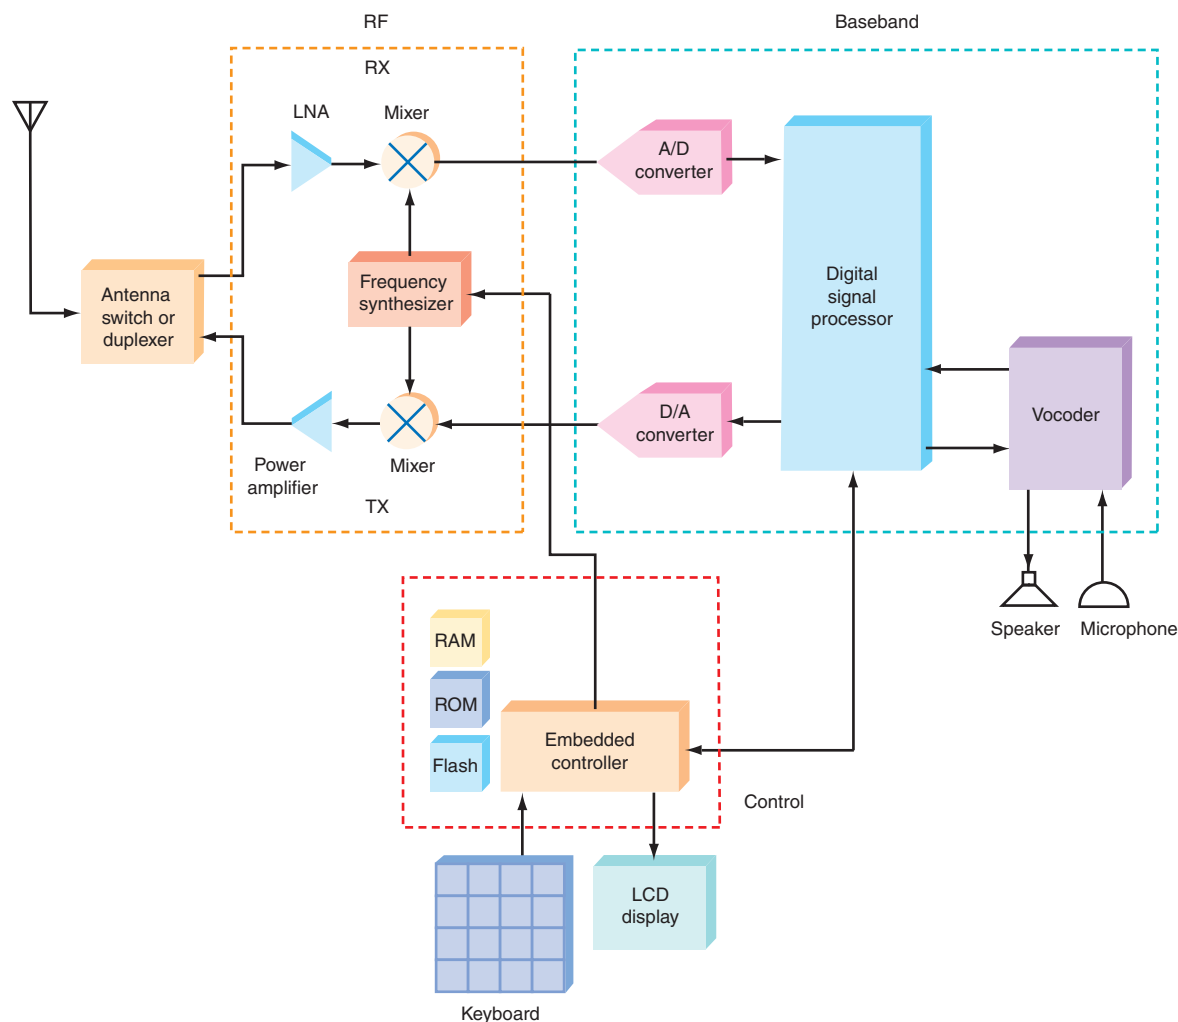 RF
Baseband
RX
LNA
Mixer
A/D
converter
Digital
signal
processor
Frequency
synthesizer
Antenna
switch or
duplexer
D/A
converter
Vocoder
Power
amplifier
Mixer
TX
Speaker
Microphone
RAM
ROM
Flash
Embedded
controller
Control
LCD
display
Keyboard